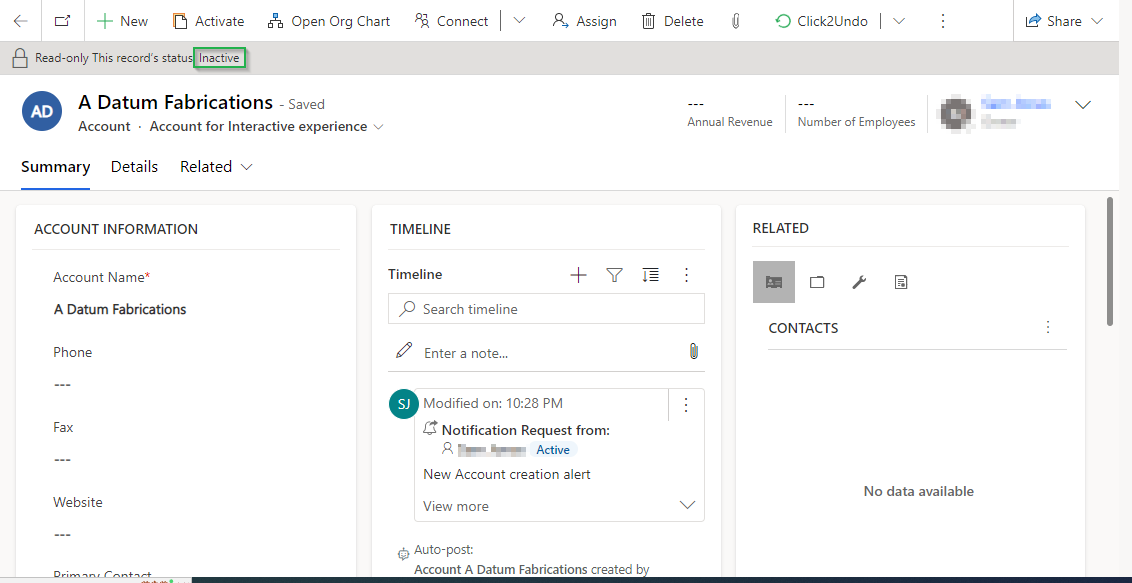 New Activate Open Org Chart Connect Assign Delete Click2Undo Share
Read-only This record's status Inactive
AD
A Datum Fabrications - Saved
Account · Account for Interactive experience
---
Annual Revenue
---
Number of Employees
Summary Details Related
ACCOUNT INFORMATION
Account Name*
A Datum Fabrications
Phone
---
Fax
---
Website
---
Primary Contact
TIMELINE
Timeline
Search timeline
Enter a note...
SJ
Modified on: 10:28 PM
Notification Request from:
Active
New Account creation alert
View more
Auto-post:
Account A Datum Fabrications created by
RELATED
CONTACTS
No data available